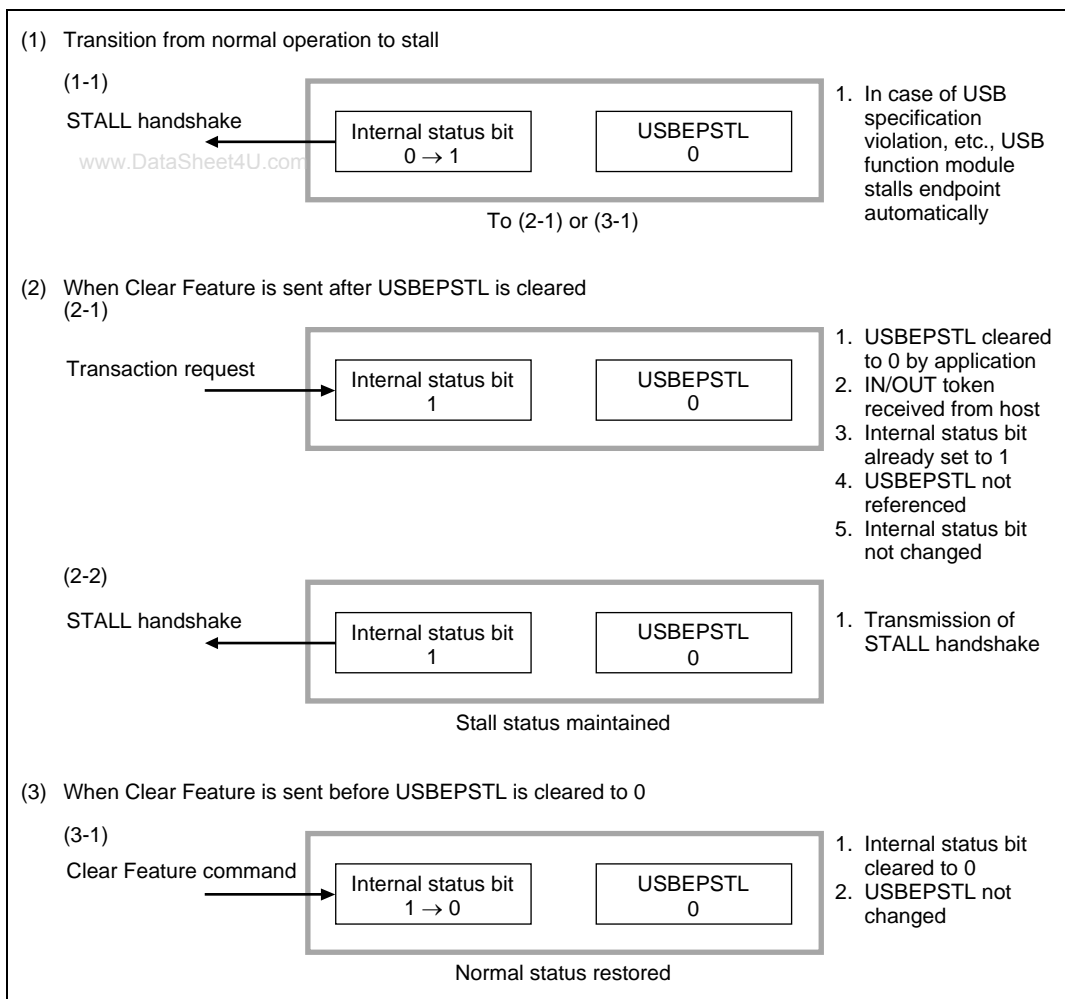 (1) Transition from normal operation to stall
(1-1)
STALL handshake
Internal status bit
0 → 1
USBEPSTL
0
1. In case of USB
specification
violation, etc., USB
function module
stalls endpoint
automatically
www.DataSheet4U.com
To (2-1) or (3-1)
(2) When Clear Feature is sent after USBEPSTL is cleared
(2-1)
Transaction request
Internal status bit
1
USBEPSTL
0
1. USBEPSTL cleared
to 0 by application
2. IN/OUT token
received from host
3. Internal status bit
already set to 1
4. USBEPSTL not
referenced
5. Internal status bit
not changed
(2-2)
STALL handshake
Internal status bit
1
USBEPSTL
0
1. Transmission of
STALL handshake
Stall status maintained
(3) When Clear Feature is sent before USBEPSTL is cleared to 0
(3-1)
Clear Feature command
Internal status bit
1 → 0
USBEPSTL
0
1. Internal status bit
cleared to 0
2. USBEPSTL not
changed
Normal status restored